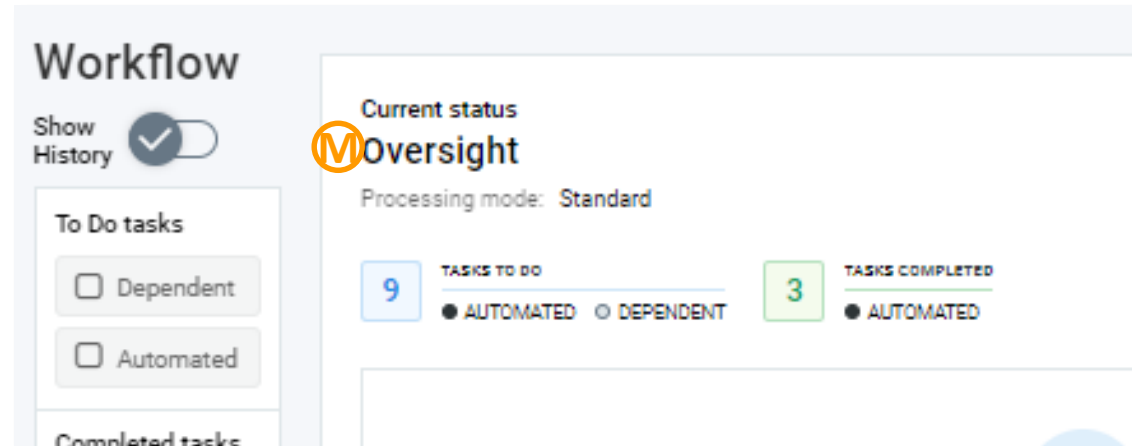 Workflow
Show
History
To Do tasks
Dependent
Automated
Completed tasks
Current status
M Oversight
Processing mode: Standard
9
TASKS TO DO
AUTOMATED DEPENDENT
3
TASKS COMPLETED
AUTOMATED